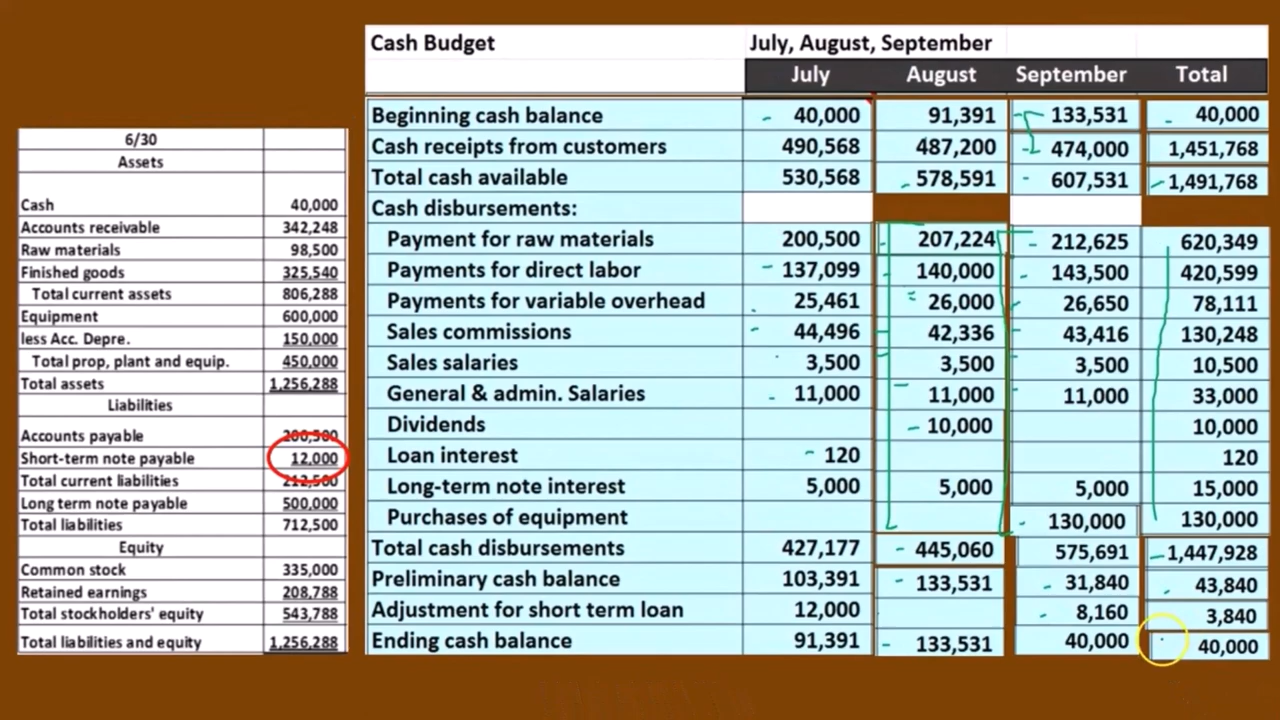 Cash Budget July, August, September
July August September Total
Beginning cash balance 40,000 91,391 133,531 40,000
Cash receipts from customers 490,568 487,200 474,000 1,451,768
Total cash available 530,568 578,591 607,531 1,491,768
Cash disbursements:
Payment for raw materials 200,500 207,224 212,625 620,349
Payments for direct labor 137,099 140,000 143,500 420,599
Payments for variable overhead 25,461 26,000 26,650 78,111
Sales commissions 44,496 42,336 43,416 130,248
Sales salaries 3,500 3,500 3,500 10,500
General & admin. Salaries 11,000 11,000 11,000 33,000
Dividends 10,000 10,000
Loan interest 120 120
Long-term note interest 5,000 5,000 5,000 15,000
Purchases of equipment 130,000 130,000
Total cash disbursements 427,177 445,060 575,691 1,447,928
Preliminary cash balance 103,391 133,531 31,840 43,840
Adjustment for short term loan 12,000 8,160 3,840
Ending cash balance 91,391 133,531 40,000 40,000
6/30
Assets
Cash 40,000
Accounts receivable 342,248
Raw materials 98,500
Finished goods 325,540
Total current assets 806,288
Equipment 600,000
less Acc. Depre. 150,000
Total prop, plant and equip. 450,000
Total assets 1,256,288
Liabilities
Accounts payable 200,500
Short-term note payable 12,000
Total current liabilities 212,500
Long term note payable 500,000
Total liabilities 712,500
Equity
Common stock 335,000
Retained earnings 208,788
Total stockholders' equity 543,788
Total liabilities and equity 1,256,288